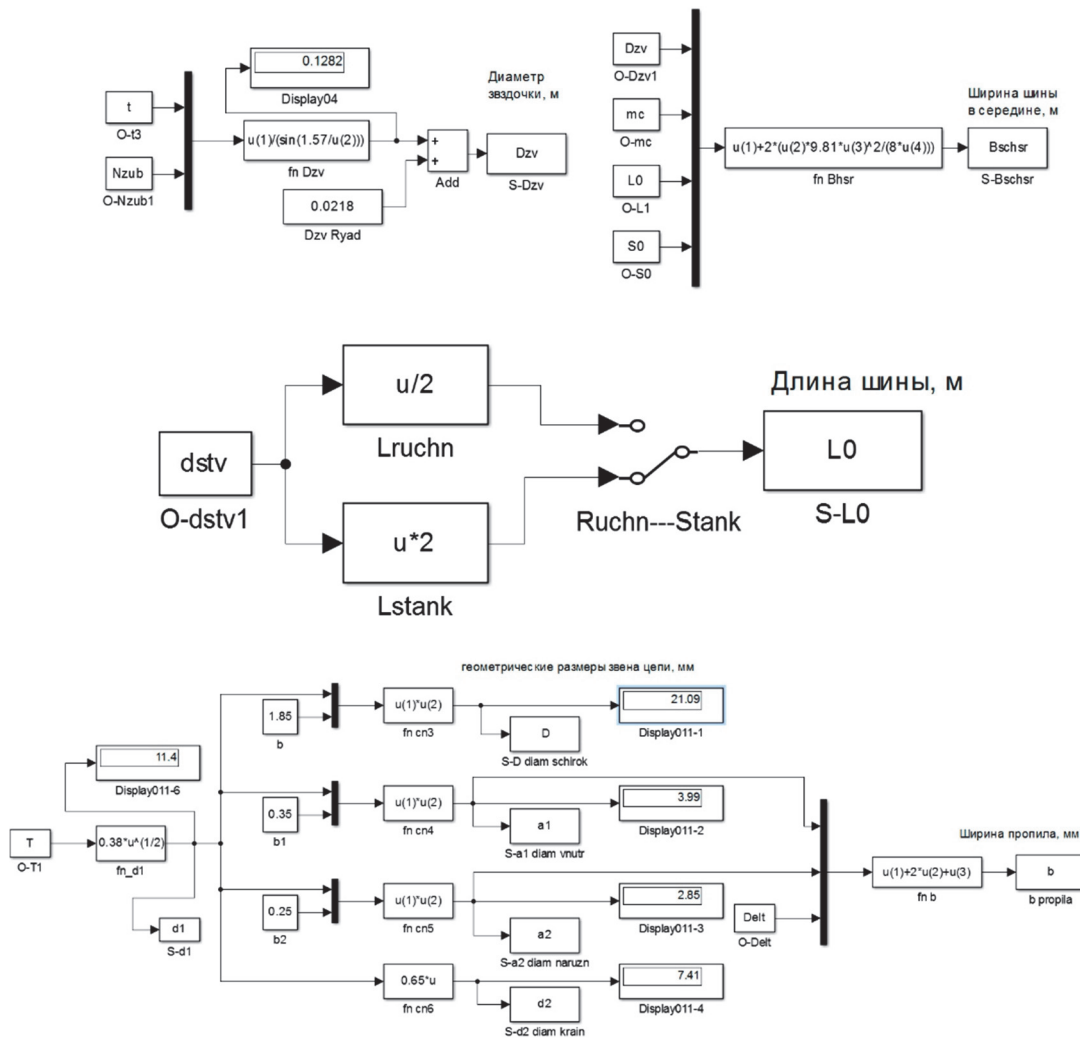 0.1282
Display04
Диаметр
звздочки, м
t
O-t3
u(1)/(sin(1.57/u(2)))
fn Dzv
+
+
Add
Dzv
S-Dzv
Nzub
O-Nzub1
0.0218
Dzv Ryad
Dzv
O-Dzv1
mc
O-mc
L0
O-L1
S0
O-S0
u(1)+2*(u(2)*9.81*u(3)^2/(8*u(4)))
fn Bhsr
Ширина шины
в середине, м
Bschsr
S-Bschsr
dstv
O-dstv1
u/2
Lruchn
u*2
Lstank
Ruchn---Stank
Длина шины, м
L0
S-L0
геометрические размеры звена цепи, мм
T
O-T1
0.38*u^(1/2)
fn_d1
11.4
Display011-6
d1
S-d1
1.85
b
u(1)*u(2)
fn cn3
D
S-D diam schirok
21.09
Display011-1
0.35
b1
u(1)*u(2)
fn cn4
a1
S-a1 diam vnutr
3.99
Display011-2
0.25
b2
u(1)*u(2)
fn cn5
a2
S-a2 diam naruzn
2.85
Display011-3
0.65*u
fn cn6
d2
S-d2 diam krain
7.41
Display011-4
Delt
O-Delt
u(1)+2*u(2)+u(3)
fn b
Ширина пропила, мм
b
b propila